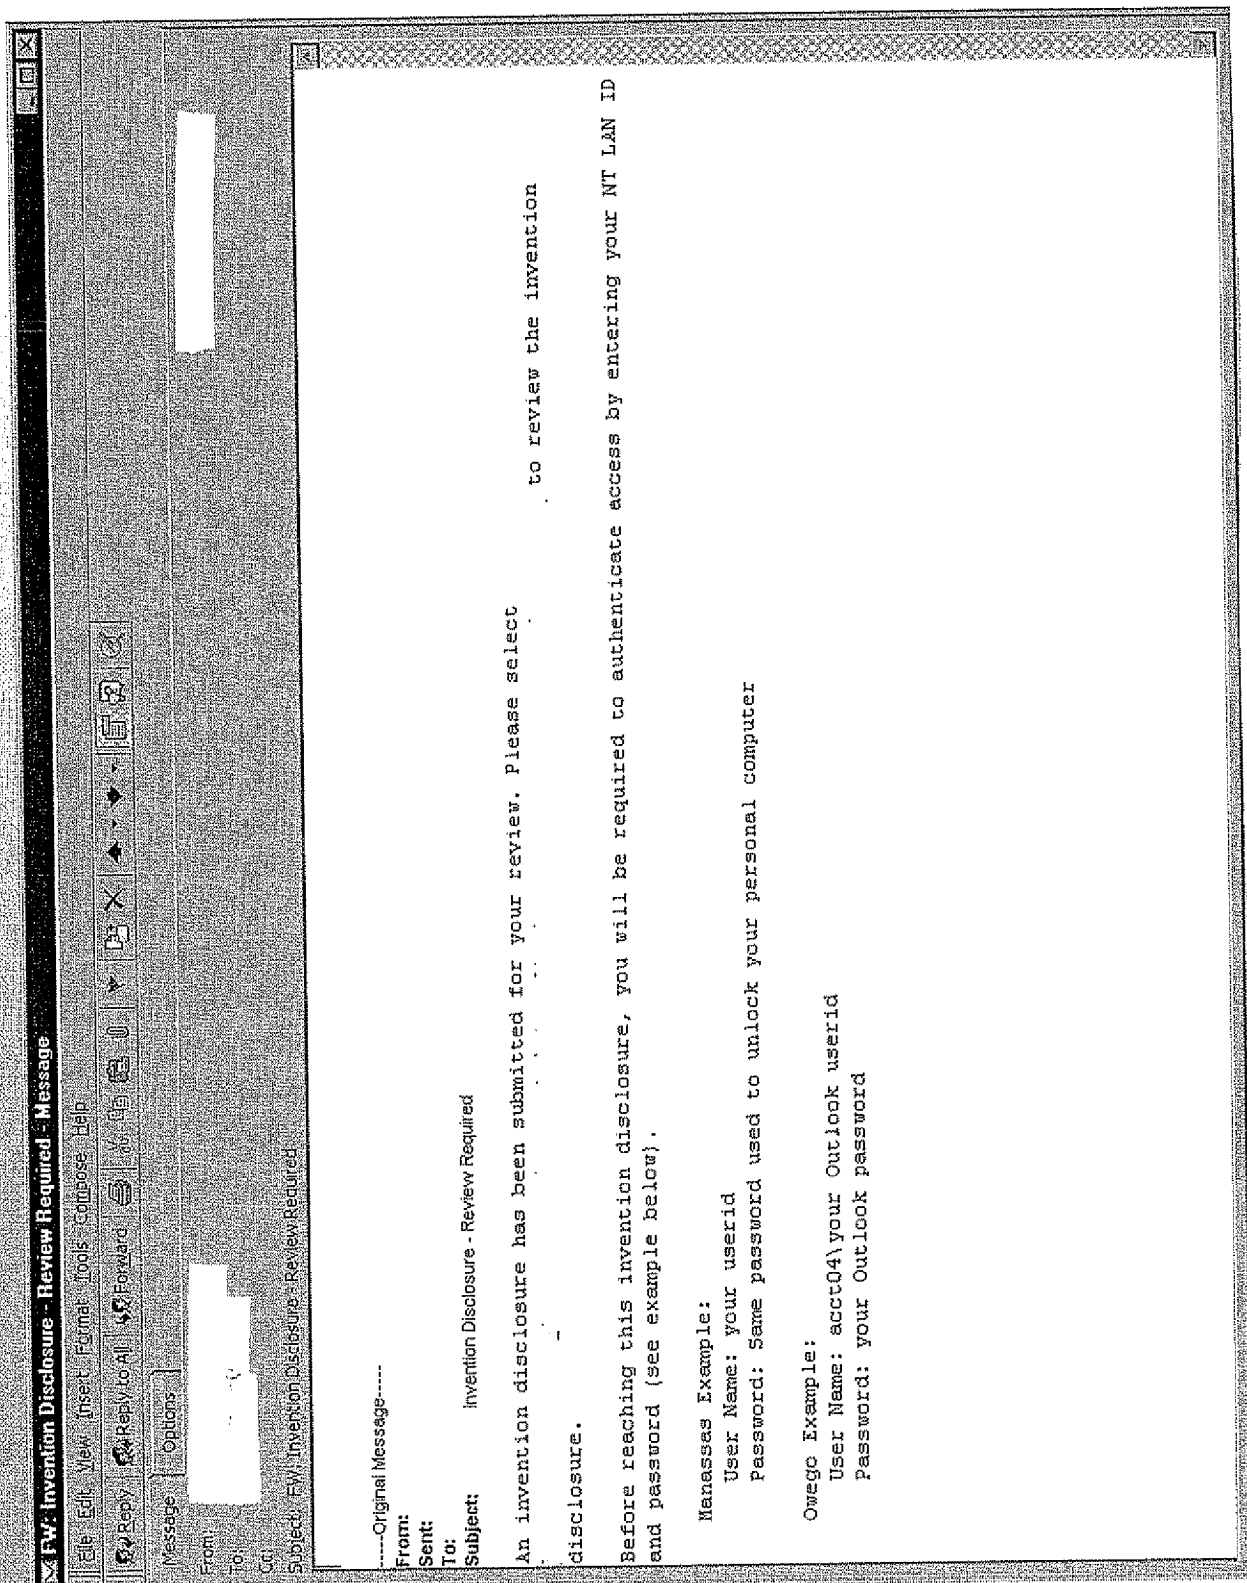 FW: Invention Disclosure - Review Required - Message
File Edit View Insert Format Tools Compose Help
Reply Reply to All Forward
Message Options
From:
To:
Cc:
Subject: FW: Invention Disclosure - Review Required
-----Original Message-----
From:
Sent:
To:
Subject: Invention Disclosure - Review Required
An invention disclosure has been submitted for your review. Please select
to review the invention
disclosure.
Before reaching this invention disclosure, you will be required to authenticate access by entering your NT LAN ID
and password (see example below).
Manassas Example:
User Name: your userid
Password: Same password used to unlock your personal computer
Owego Example:
User Name: acct04\your Outlook userid
Password: your Outlook password